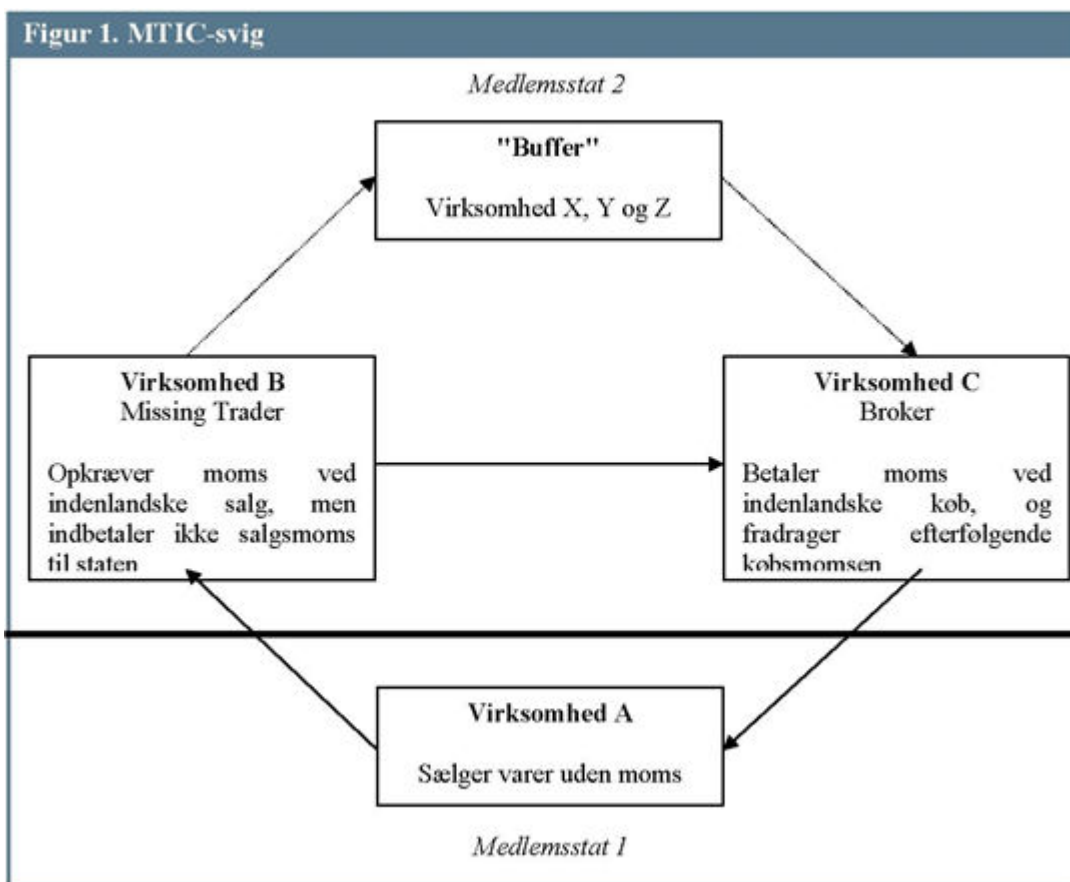 Figur 1. MTIC-svig
Medlemsstat 2
"Buffer"
Virksomhed X, Y og Z
Virksomhed B
Missing Trader
Opkræver moms ved
indenlandske salg, men
indbetaler ikke salgsmoms
til staten
Virksomhed C
Broker
Betaler moms ved
indenlandske køb, og
fradrager efterfølgende
købsmomsen
Virksomhed A
Sælger varer uden moms
Medlemsstat 1